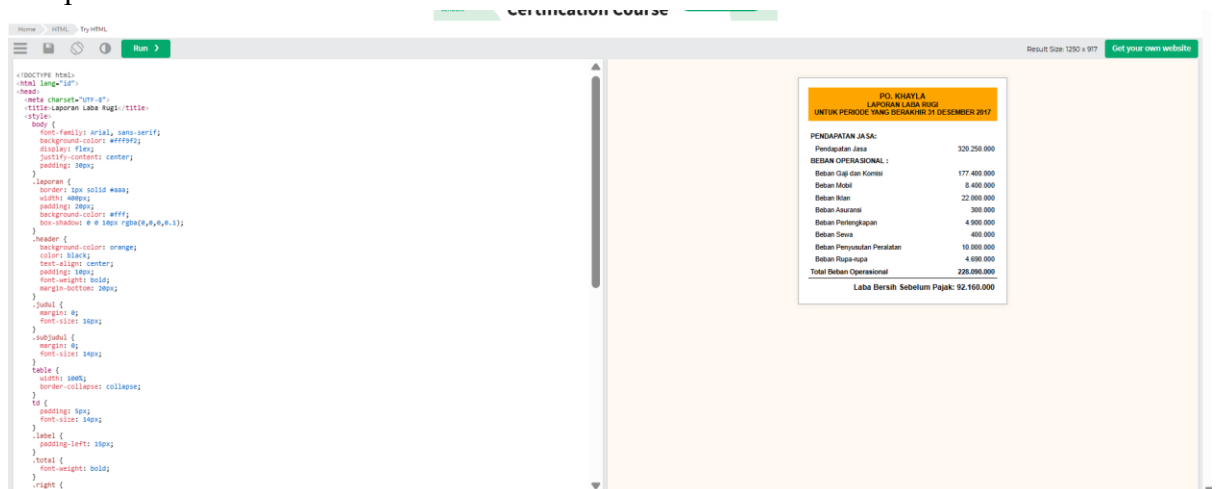 Certification Course
Home
HTML
Try HTML
Run ❯
Result Size: 1250 x 917
Get your own website
<!DOCTYPE html>
<html lang="id">
<head>
<meta charset="UTF-8">
<title>Laporan Laba Rugi</title>
<style>
body {
font-family: Arial, sans-serif;
background-color: #fff9f2;
display: flex;
justify-content: center;
padding: 30px;
}
.laporan {
border: 1px solid #aaa;
width: 400px;
padding: 20px;
background-color: #fff;
box-shadow: 0 0 10px rgba(0,0,0,0.1);
}
.header {
background-color: orange;
color: black;
text-align: center;
padding: 10px;
font-weight: bold;
margin-bottom: 20px;
}
.judul {
margin: 0;
font-size: 16px;
}
.subjudul {
margin: 0;
font-size: 14px;
}
table {
width: 100%;
border-collapse: collapse;
}
td {
padding: 5px;
font-size: 14px;
}
.label {
padding-left: 15px;
}
.total {
font-weight: bold;
}
.right {
PO. KHAYLA
LAPORAN LABA RUGI
UNTUK PERIODE YANG BERAKHIR 31 DESEMBER 2017
PENDAPATAN JASA:
Pendapatan Jasa 320.250.000
BEBAN OPERASIONAL :
Beban Gaji dan Komisi 177.400.000
Beban Mobil 8.400.000
Beban Iklan 22.000.000
Beban Asuransi 300.000
Beban Perlengkapan 4.900.000
Beban Sewa 400.000
Beban Penyusutan Peralatan 10.000.000
Beban Rupa-rupa 4.690.000
Total Beban Operasional 228.090.000
Laba Bersih Sebelum Pajak: 92.160.000